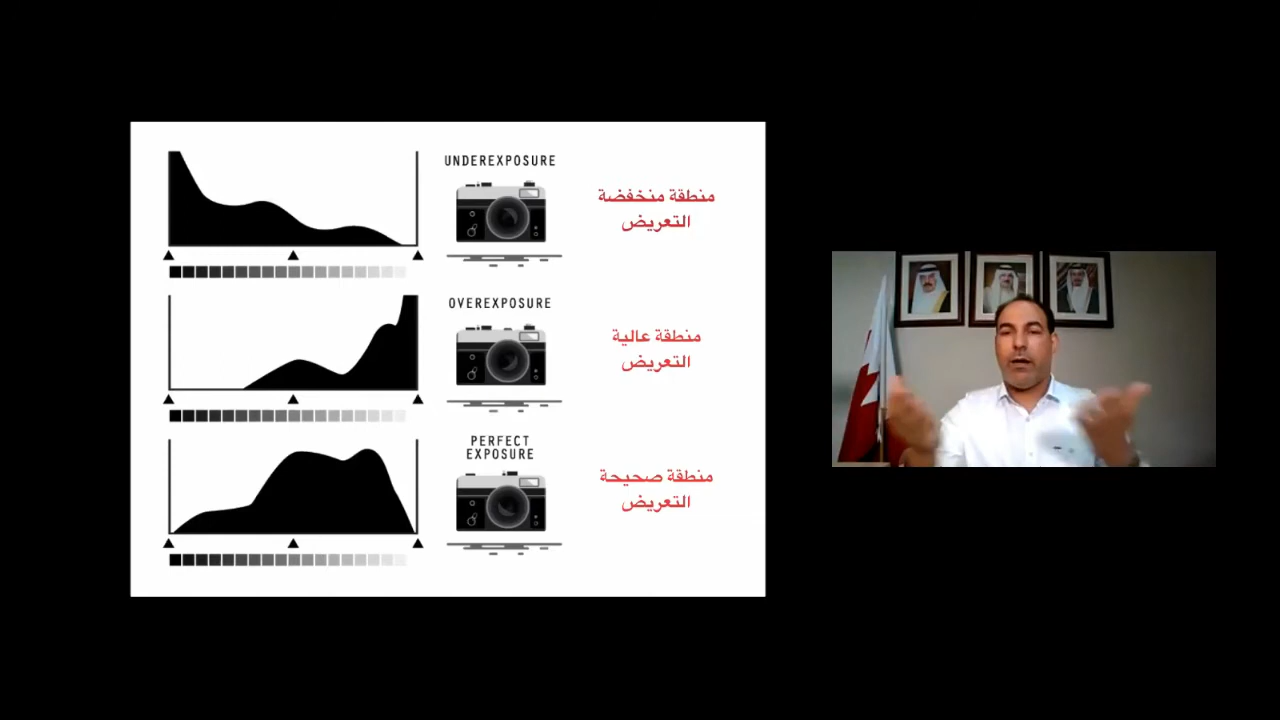 UNDEREXPOSURE
منطقة منخفضة
التعريض
OVEREXPOSURE
منطقة عالية
التعريض
PERFECT
EXPOSURE
منطقة صحيحة
التعريض